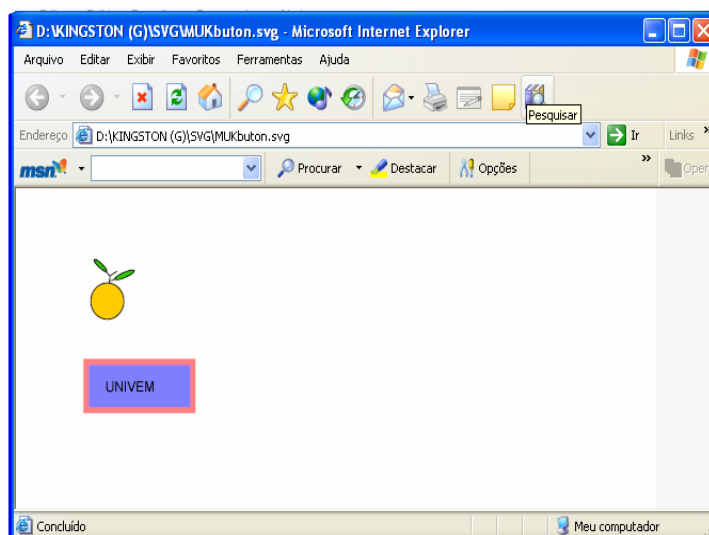 D:\KINGSTON (G)\SVG\MUKbuton.svg - Microsoft Internet Explorer
Arquivo Editar Exibir Favoritos Ferramentas Ajuda
Pesquisar
Endereço D:\KINGSTON (G)\SVG\MUKbuton.svg Ir Links »
msn Procurar Destacar Opções » Oper
UNIVEM
Concluído Meu computador